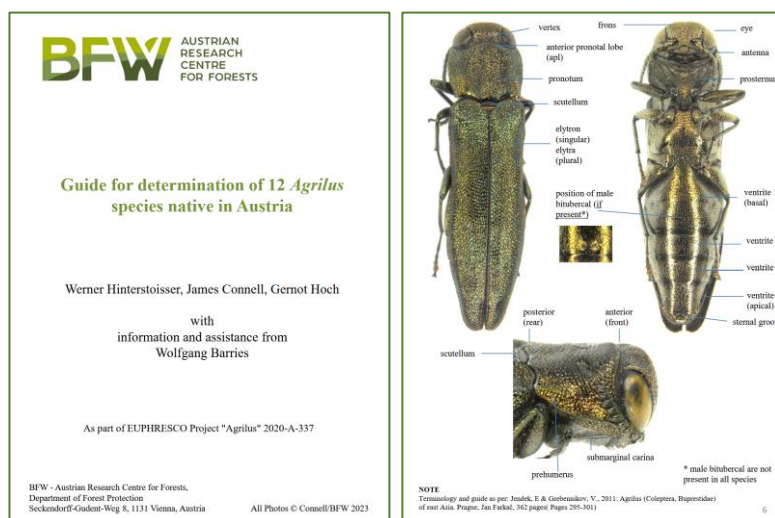 BFW
AUSTRIAN
RESEARCH
CENTRE
FOR FORESTS
Guide for determination of 12 Agrilus
species native in Austria
Werner Hinterstoisser, James Connell, Gernot Hoch
with
information and assistance from
Wolfgang Barries
As part of EUPHRESCO Project "Agrilus" 2020-A-337
BFW - Austrian Research Centre for Forests,
Department of Forest Protection
Seckendorff-Gudent-Weg 8, 1131 Vienna, Austria
All Photos © Connell/BFW 2023
vertex
anterior pronotal lobe
(apl)
pronotum
scutellum
elytron
(singular)
elytra
(plural)
position of male
bitubercal (if
present*)
frons
eye
antenna
prosternum
ventrite
(basal)
ventrite
ventrite
ventrite
(apical)
sternal groo
posterior
(rear)
anterior
(front)
scutellum
submarginal carina
prehumerus
* male bitubercal are not
present in all species
NOTE
Terminology and guide as per: Jendek, E & Grebennikov, V., 2011: Agrilus (Coleptera, Buprestidae)
of east Asia. Prague, Jan Farkač, 362 pages( Pages 295-301)
6